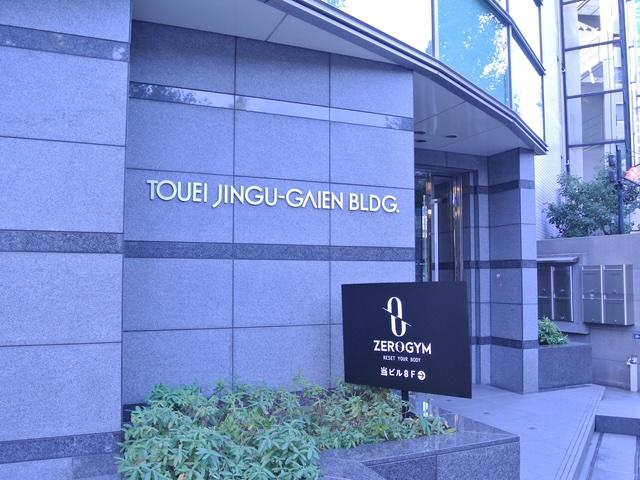 TOUEI JINGU-GAIEN BLDG.
ZEROGYM
RESET YOUR BODY
当ビル8F➔